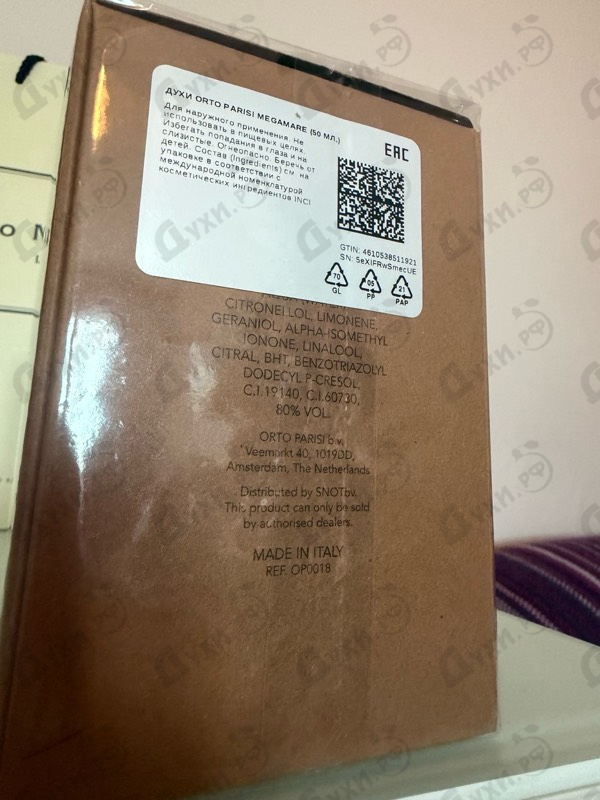 ДУХИ ORTO PARISI MEGAMARE (50 МЛ.)
Для наружного применения. Не
использовать в пищевых целях.
Избегать попадания в глаза и на
слизистые. Огнеопасно. Беречь от
детей. Состав (Ingredients) см. на
упаковке в соответствии с
международной номенклатурой
косметических ингредиентов INCI
EAC
GTIN: 4610538511921
SN: 5eXIFRwSmecUE
70
GL
05
PP
21
PAP
CITRONELLOL, LIMONENE,
GERANIOL, ALPHA-ISOMETHYL
IONONE, LINALOOL,
CITRAL, BHT, BENZOTRIAZOLYL
DODECYL P-CRESOL,
C.I.19140, C.I.60730,
80% VOL.
ORTO PARISI b.v.
Veemarkt 40, 1019DD,
Amsterdam, The Netherlands
Distributed by SNOTbv.
This product can only be sold
by authorised dealers.
MADE IN ITALY
REF. OP0018
Духи.рф